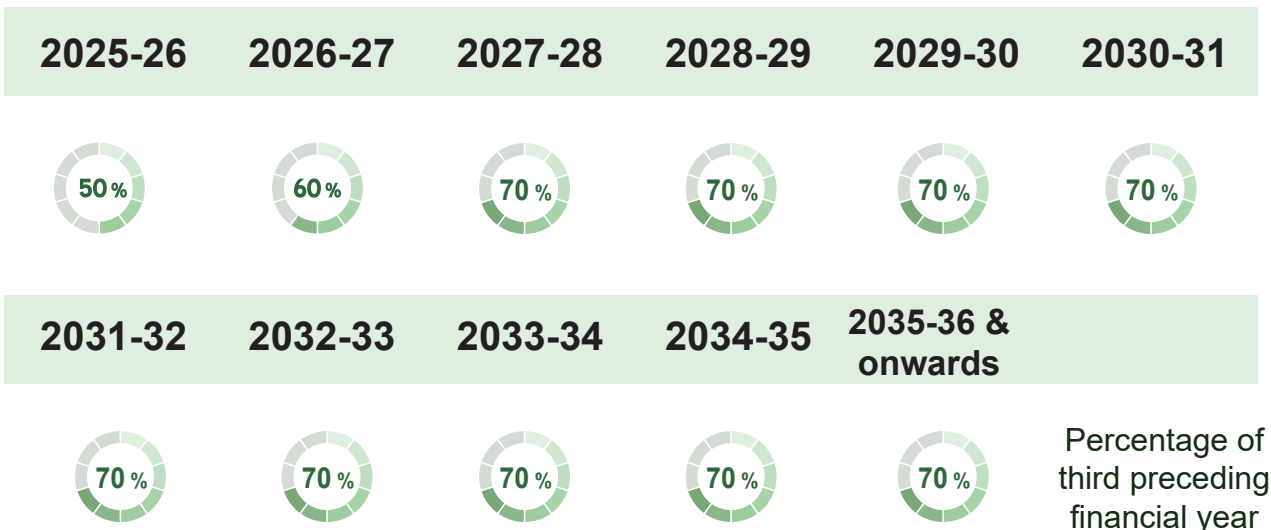 2025-26 2026-27 2027-28 2028-29 2029-30 2030-31
50 % 60 % 70 % 70 % 70 % 70 %
2031-32 2032-33 2033-34 2034-35 2035-36 &
onwards
70 % 70 % 70 % 70 % 70 %
Percentage of
third preceding
financial year